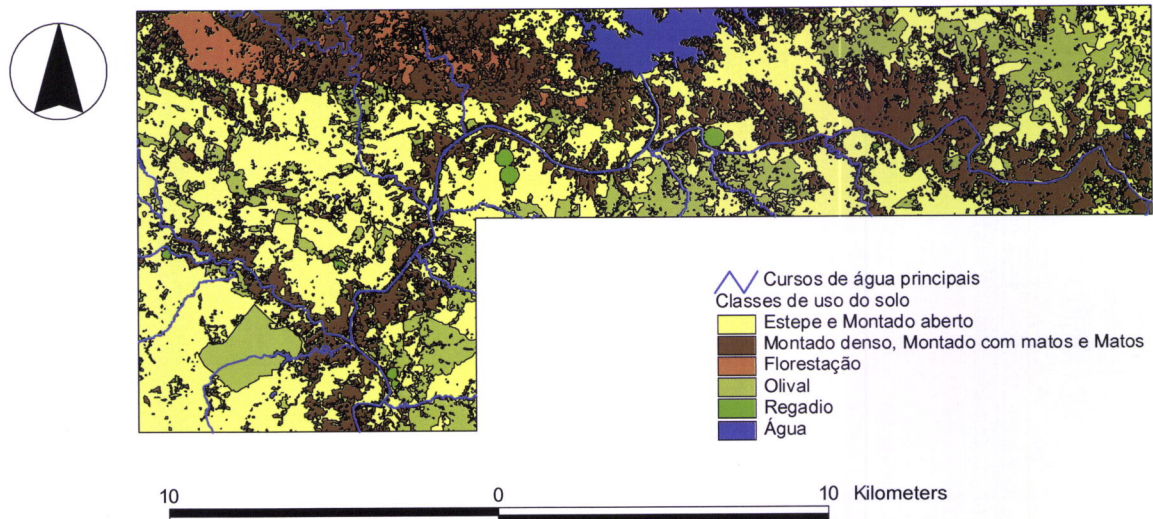 Cursos de água principais
Classes de uso do solo
Estepe e Montado aberto
Montado denso, Montado com matos e Matos
Florestação
Olival
Regadio
Água
10 0 10 Kilometers